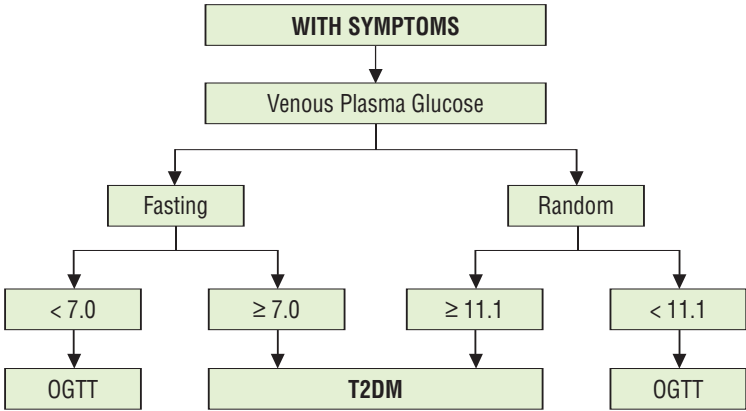 WITH SYMPTOMS
Venous Plasma Glucose
Fasting
Random
< 7.0
≥ 7.0
≥ 11.1
< 11.1
OGTT
T2DM
OGTT